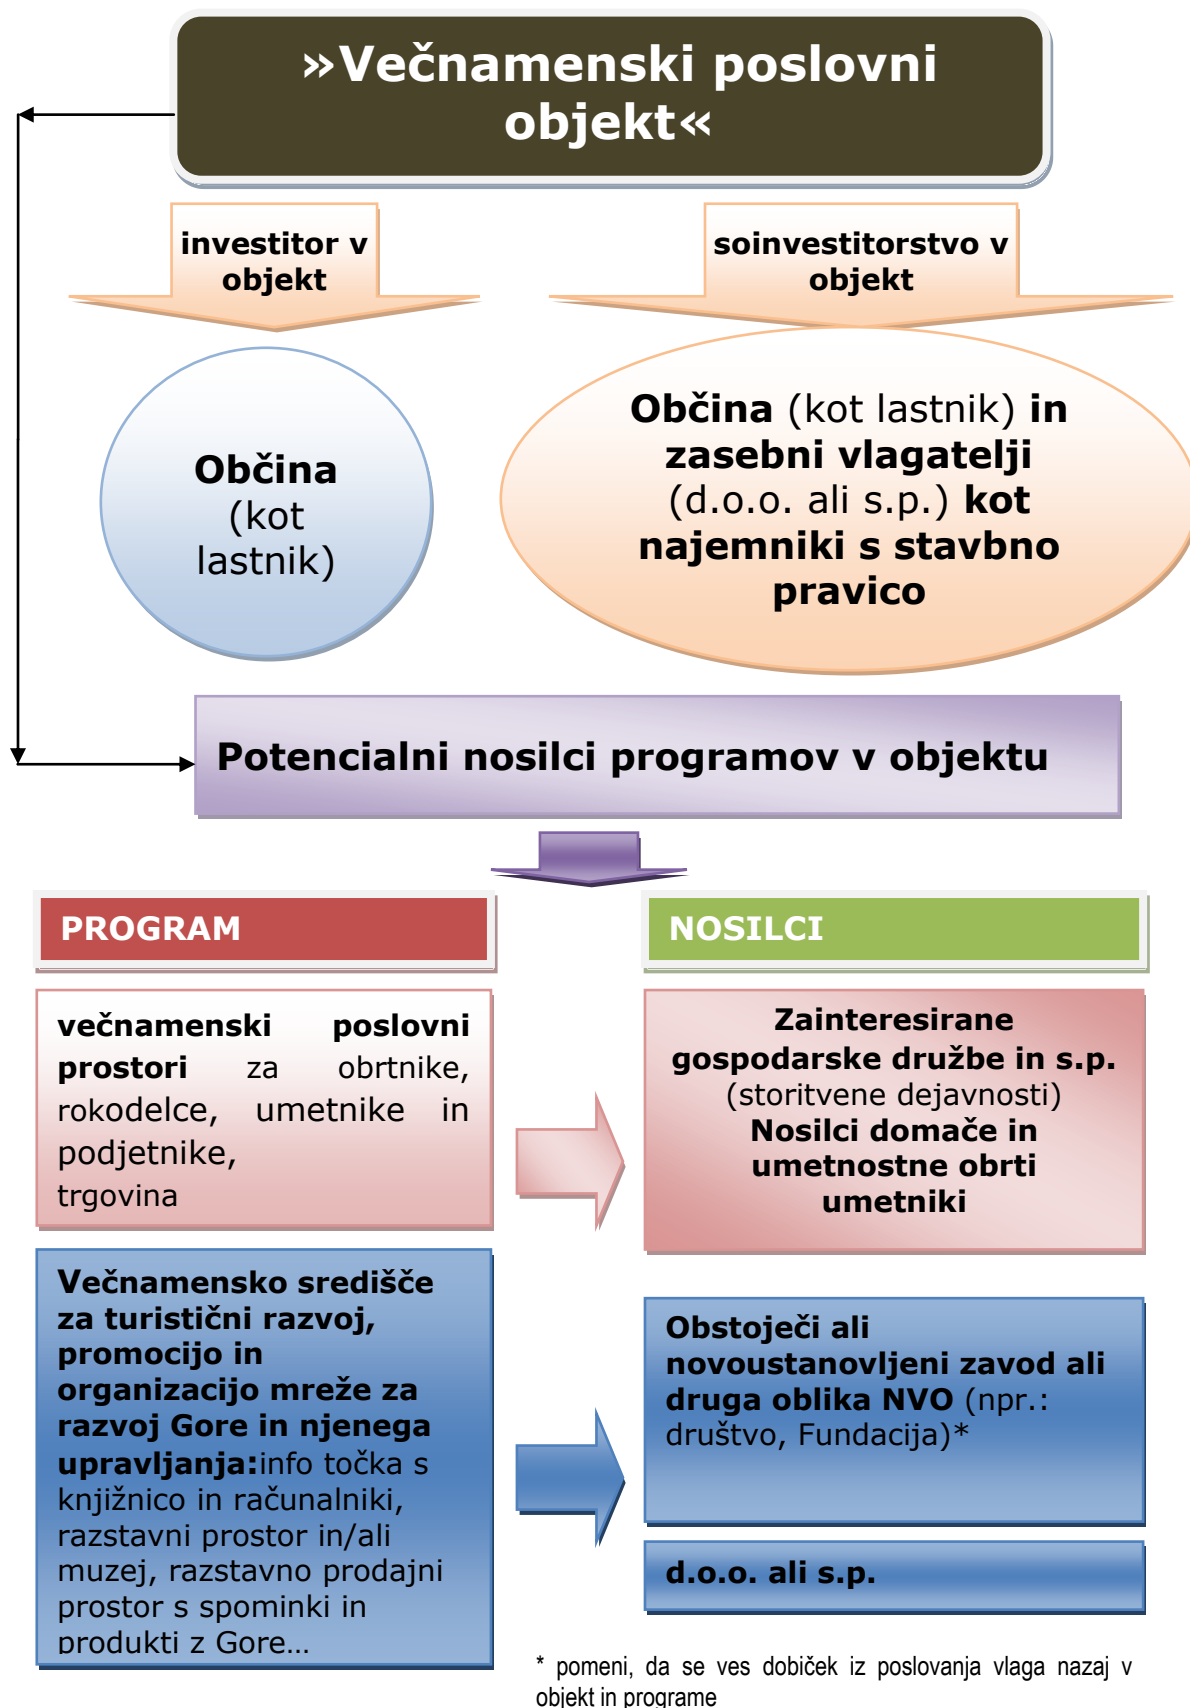 »Večnamenski poslovni
objekt«
investitor v
objekt
soinvestitorstvo v
objekt
Občina
(kot
lastnik)
Občina (kot lastnik) in
zasebni vlagatelji
(d.o.o. ali s.p.) kot
najemniki s stavbno
pravico
Potencialni nosilci programov v objektu
PROGRAM
NOSILCI
večnamenski poslovni
prostori za obrtnike,
rokodelce, umetnike in
podjetnike,
trgovina
Zainteresirane
gospodarske družbe in s.p.
(storitvene dejavnosti)
Nosilci domače in
umetnostne obrti
umetniki
Večnamensko središče
za turistični razvoj,
promocijo in
organizacijo mreže za
razvoj Gore in njenega
upravljanja:info točka s
knjižnico in računalniki,
razstavni prostor in/ali
muzej, razstavno prodajni
prostor s spominki in
produkti z Gore…
Obstoječi ali
novoustanovljeni zavod ali
druga oblika NVO (npr.:
društvo, Fundacija)*
d.o.o. ali s.p.
* pomeni, da se ves dobiček iz poslovanja vlaga nazaj v
objekt in programe